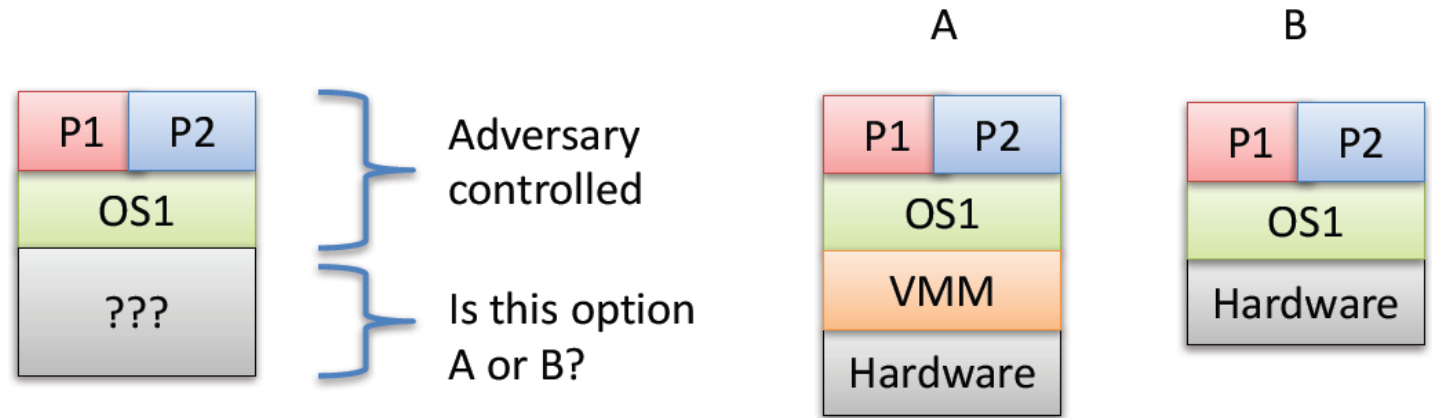 A
B
P1
P2
OS1
???
Adversary
controlled
Is this option
A or B?
P1
P2
OS1
VMM
Hardware
P1
P2
OS1
Hardware